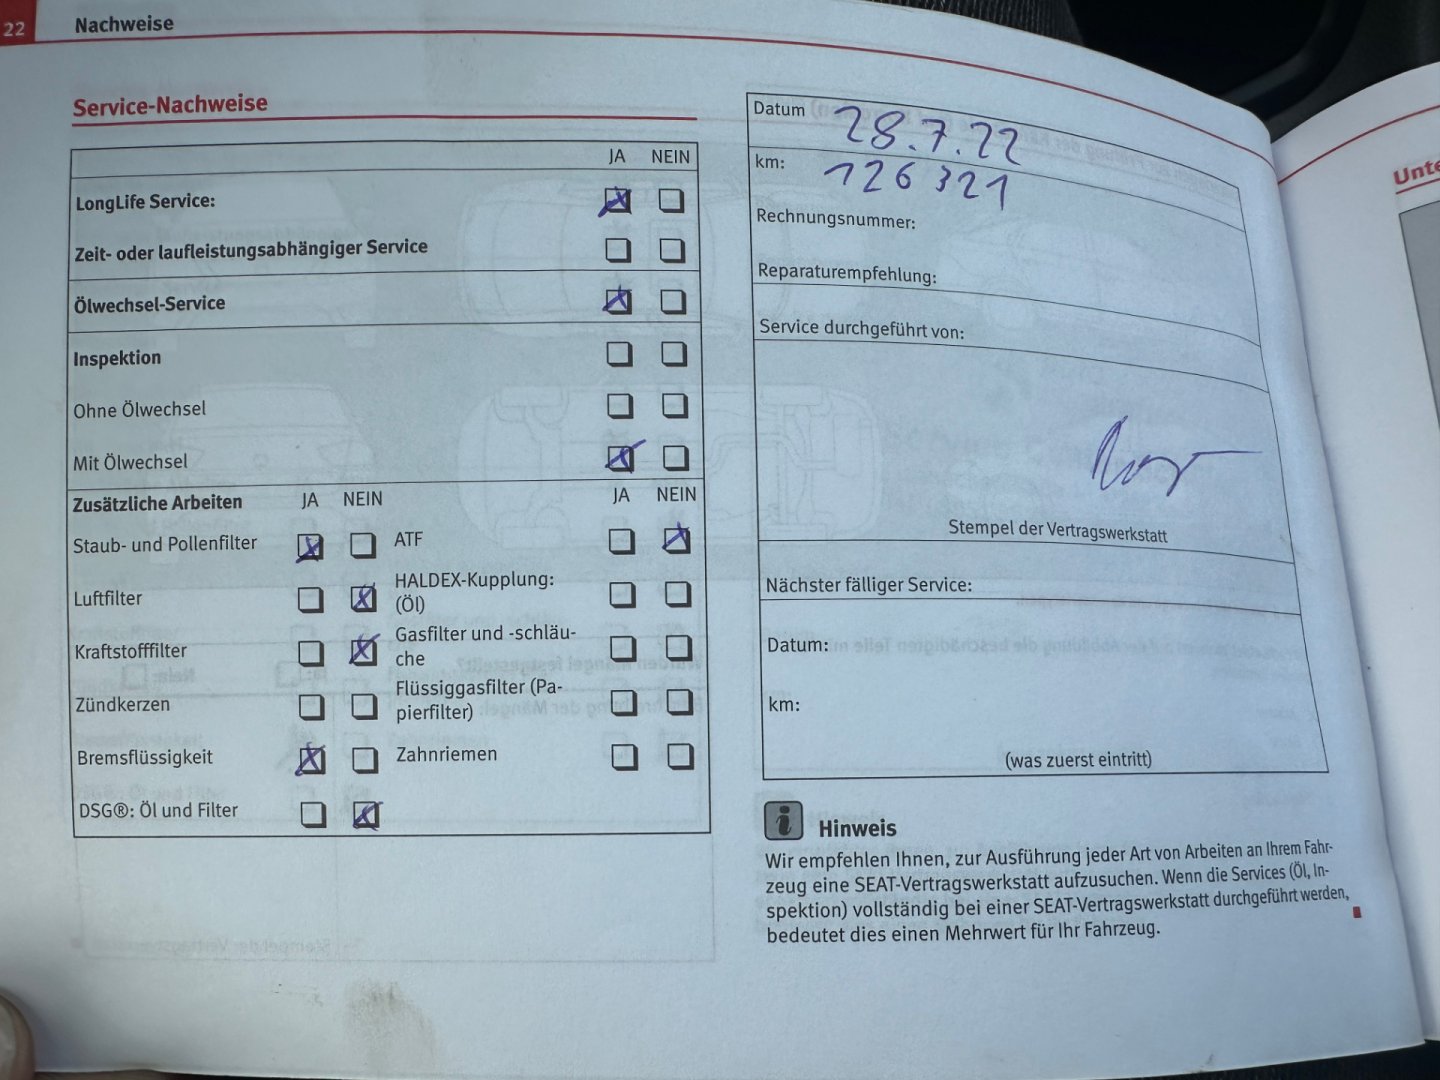 22 Nachweise
Service-Nachweise
JA NEIN
LongLife Service:
Zeit- oder laufleistungsabhängiger Service
Ölwechsel-Service
Inspektion
Ohne Ölwechsel
Mit Ölwechsel
Zusätzliche Arbeiten JA NEIN JA NEIN
Staub- und Pollenfilter ATF
Luftfilter HALDEX-Kupplung:
(Öl)
Kraftstofffilter Gasfilter und -schläu-
che
Zündkerzen Flüssiggasfilter (Pa-
pierfilter)
Bremsflüssigkeit Zahnriemen
DSG®: Öl und Filter
Datum 28.7.22
km: 126321
Rechnungsnummer:
Reparaturempfehlung:
Service durchgeführt von:
Stempel der Vertragswerkstatt
Nächster fälliger Service:
Datum:
km:
(was zuerst eintritt)
Hinweis
Wir empfehlen Ihnen, zur Ausführung jeder Art von Arbeiten an Ihrem Fahr-
zeug eine SEAT-Vertragswerkstatt aufzusuchen. Wenn die Services (Öl, In-
spektion) vollständig bei einer SEAT-Vertragswerkstatt durchgeführt werden,
bedeutet dies einen Mehrwert für Ihr Fahrzeug.
Unte